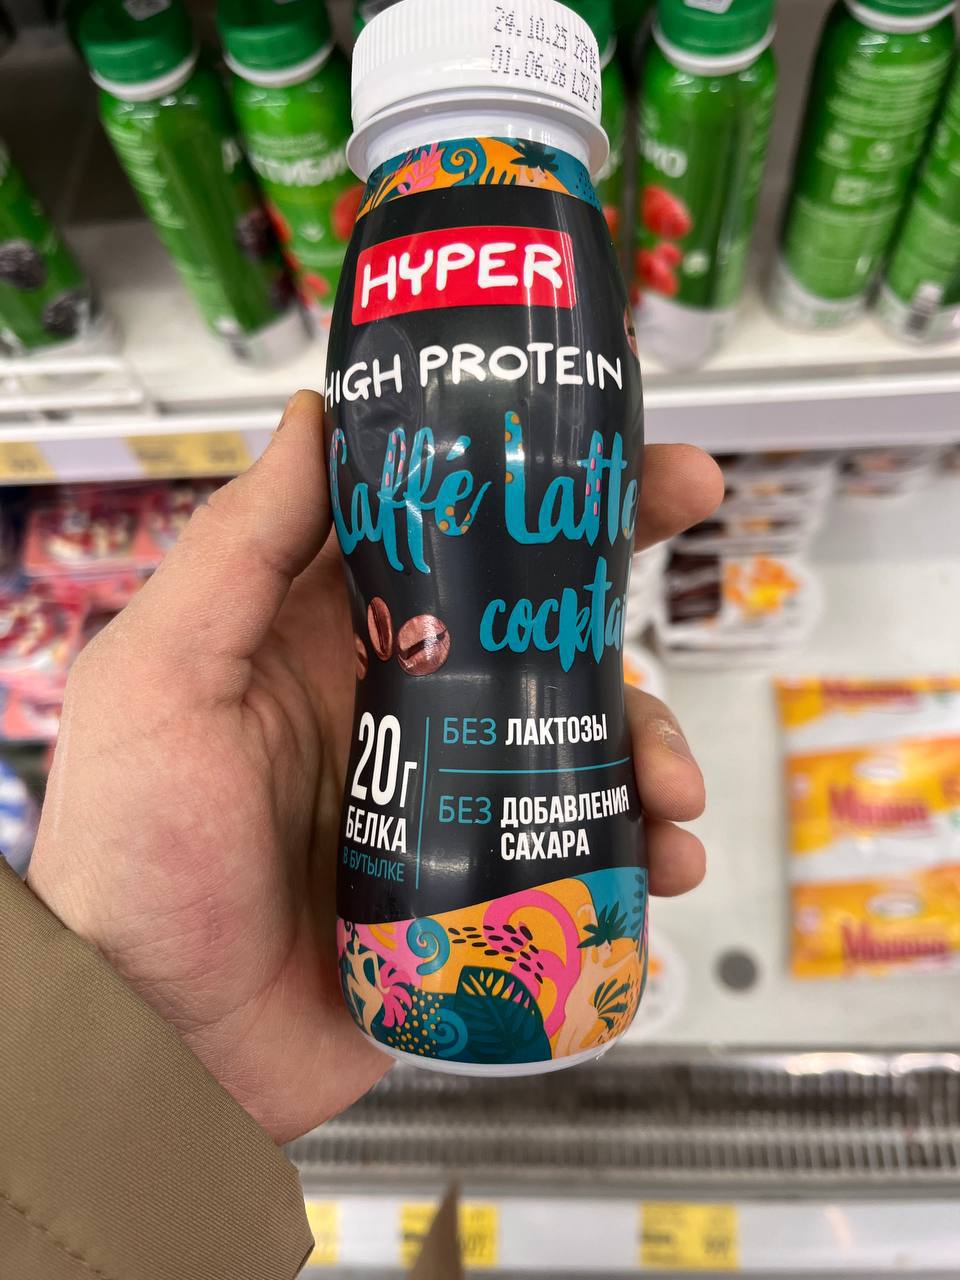 24.10.25
01.06.26
HYPER
HIGH PROTEIN
Caffé Latte
cocktai
20г
БЕЛКА
В БУТЫЛКЕ
БЕЗ ЛАКТОЗЫ
БЕЗ ДОБАВЛЕНИЯ
САХАРА